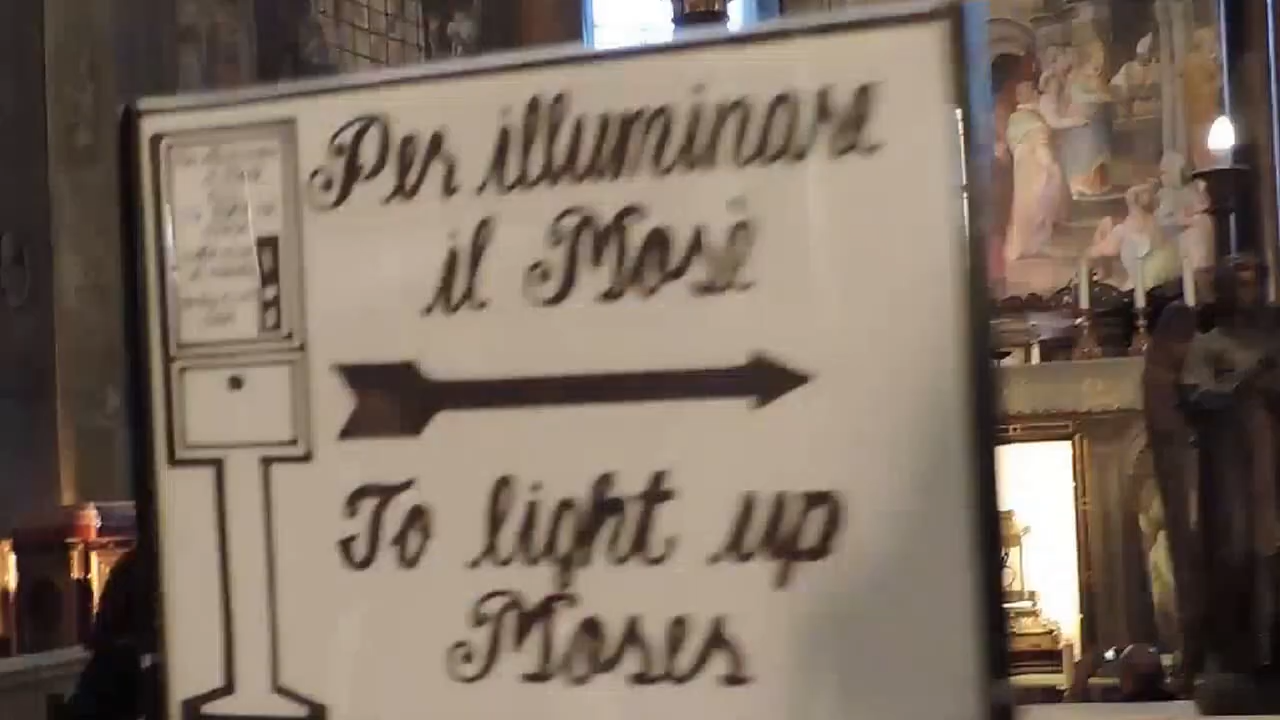 Per illuminare
il Mosè
To light up
Moses